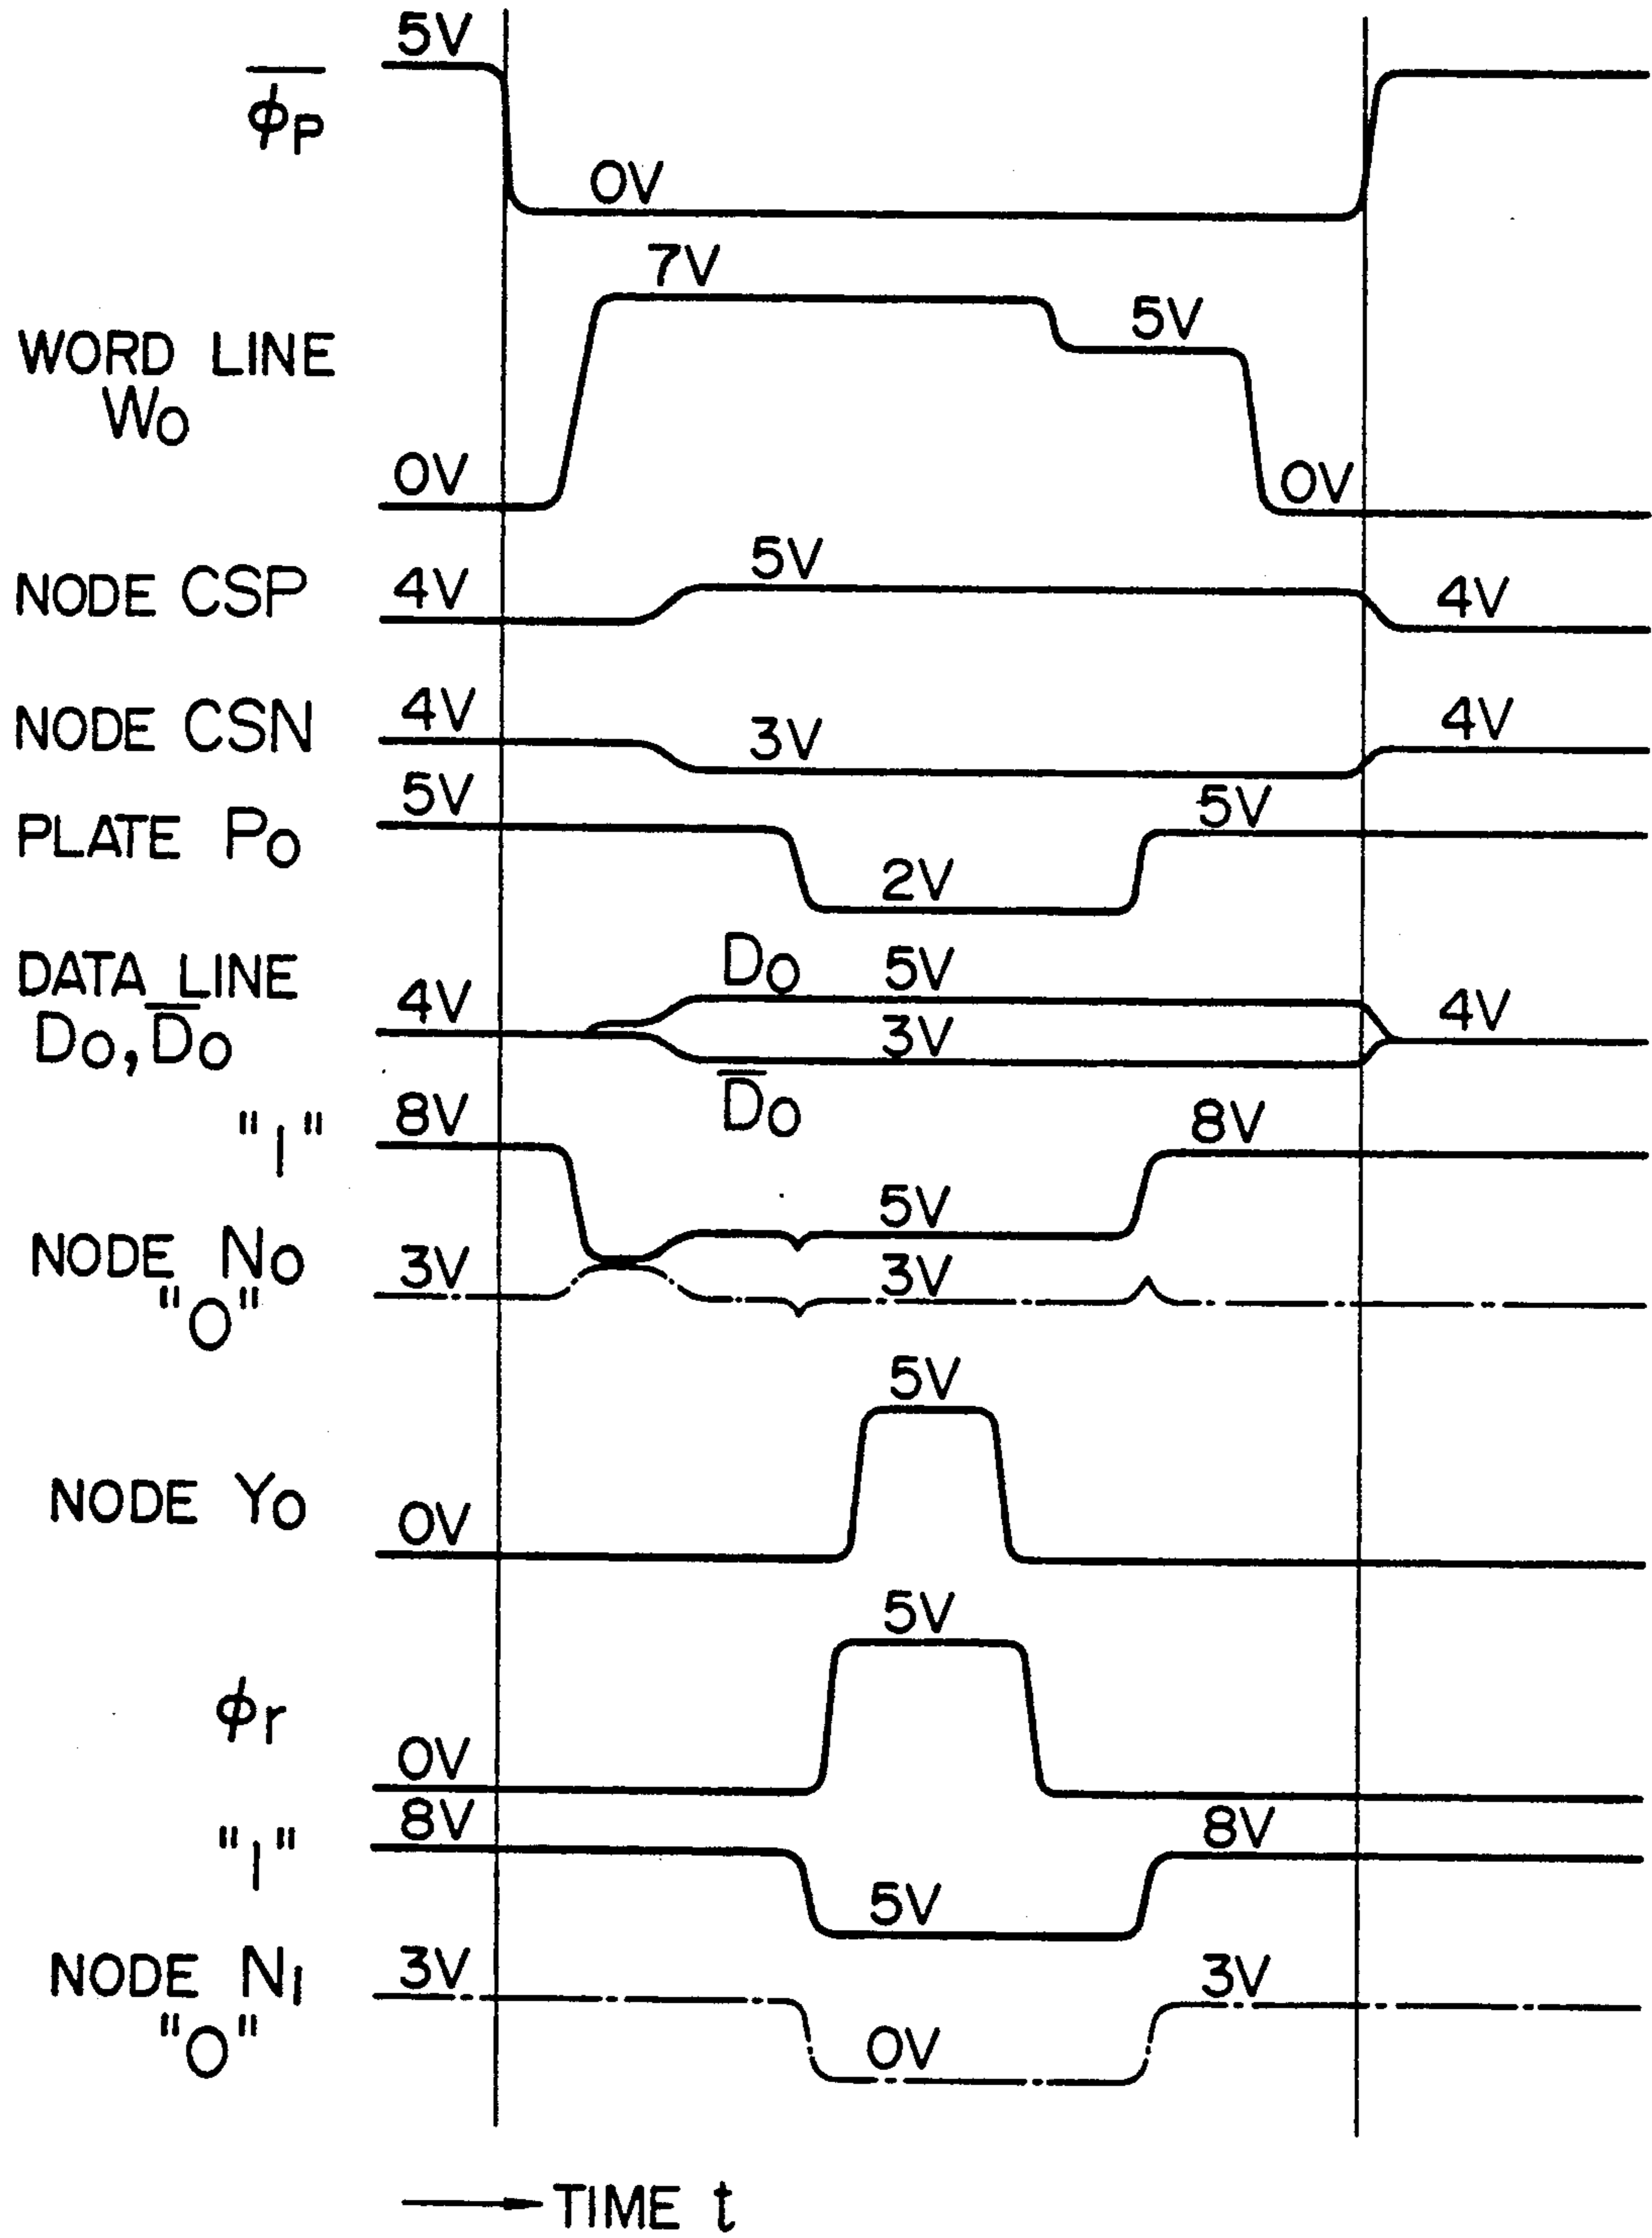 5V
φ̅P̅
0V
7V
5V
WORD LINE
W0
0V
0V
5V
NODE CSP 4V
4V
NODE CSN 4V
3V
4V
5V
5V
PLATE P0
2V
DATA LINE
D0, D̅0
4V
D0 5V
3V
4V
D̅0
"1" 8V
8V
5V
NODE N0
"0"
3V
3V
5V
NODE Y0
0V
5V
φr
0V
"1" 8V
8V
5V
NODE N1
"0"
3V
3V
0V
TIME t